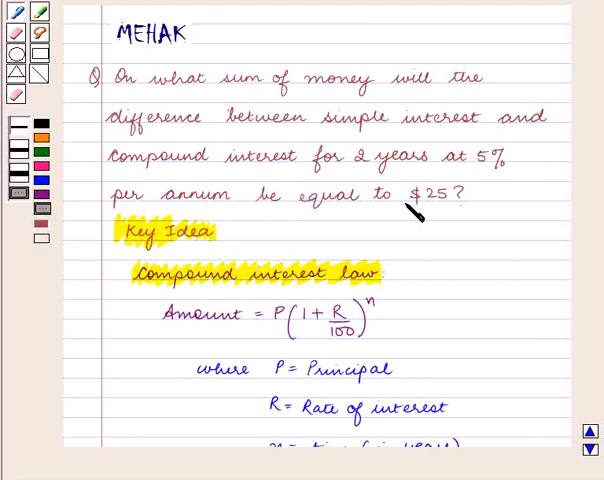 MEHAK
Q On what sum of money will the
difference between simple interest and
compound interest for 2 years at 5%
per annum be equal to $25?
Key Idea
Compound interest law:
Amount = P(1 + R/100)^n
where P = Principal
R = Rate of interest